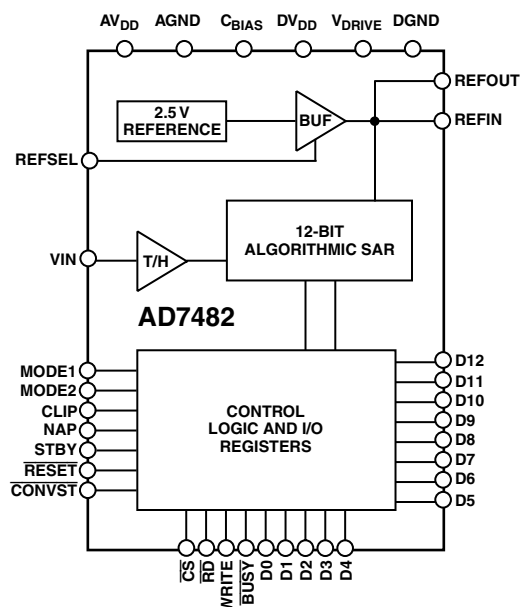 AVDD AGND CBIAS DVDD VDRIVE DGND
REFOUT
2.5 V
REFERENCE
BUF
REFIN
REFSEL
12-BIT
ALGORITHMIC SAR
VIN
T/H
AD7482
MODE1
MODE2
CLIP
NAP
STBY
RESET
CONVST
CONTROL
LOGIC AND I/O
REGISTERS
D12
D11
D10
D9
D8
D7
D6
D5
CS
RD
WRITE
BUSY
D0
D1
D2
D3
D4